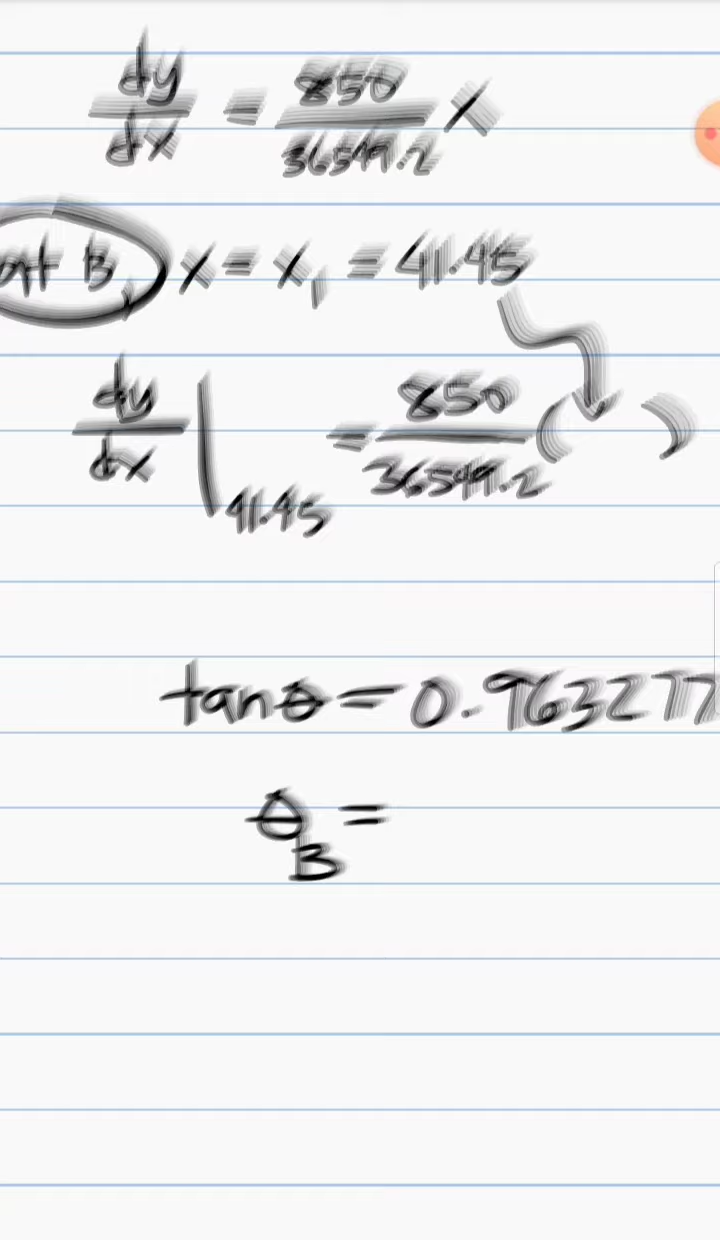 dy/dx = 850/36549.2 x
at B, x = x₁ = 41.45
dy/dx |41.45 = 850/36549.2 ( )
tanθ = 0.963277
θB =